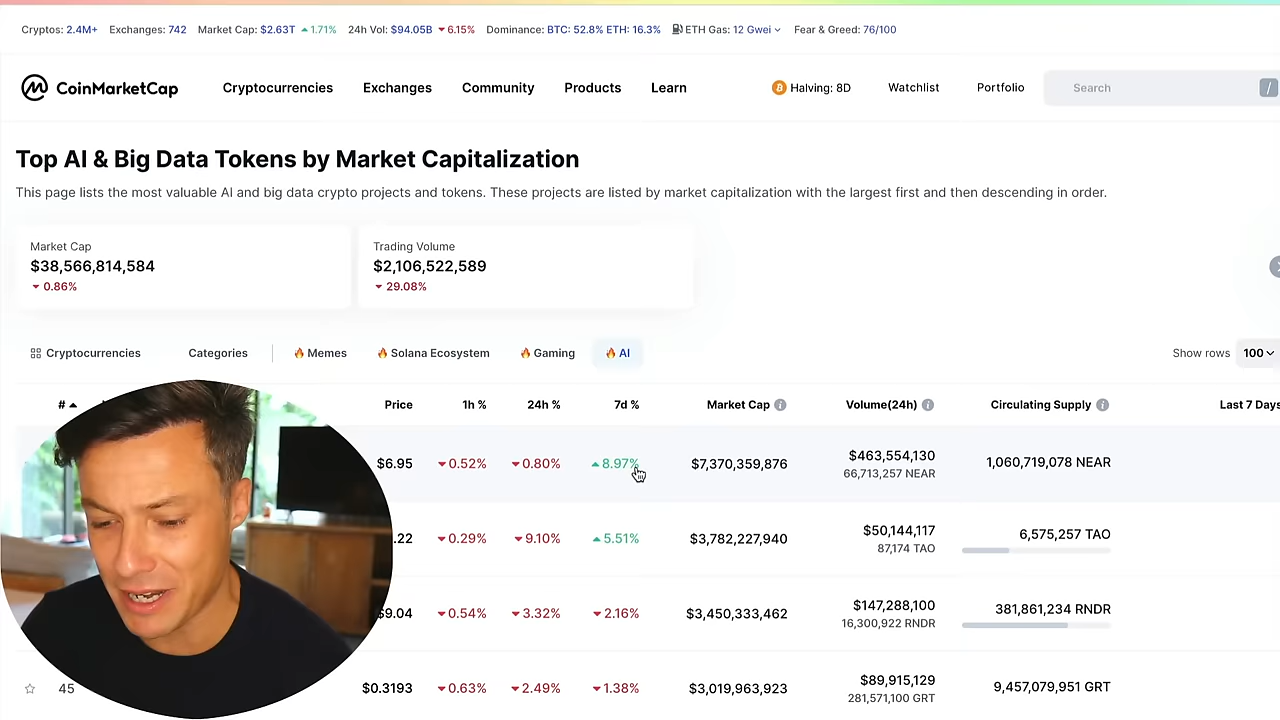 Cryptos: 2.4M+ Exchanges: 742 Market Cap: $2.63T 1.71% 24h Vol: $94.05B 6.15% Dominance: BTC: 52.8% ETH: 16.3% ETH Gas: 12 Gwei Fear & Greed: 76/100
CoinMarketCap Cryptocurrencies Exchanges Community Products Learn Halving: 8D Watchlist Portfolio Search /
Top AI & Big Data Tokens by Market Capitalization
This page lists the most valuable AI and big data crypto projects and tokens. These projects are listed by market capitalization with the largest first and then descending in order.
Market Cap Trading Volume
$38,566,814,584 $2,106,522,589
0.86% 29.08%
Cryptocurrencies Categories Memes Solana Ecosystem Gaming AI Show rows 100
# Price 1h % 24h % 7d % Market Cap Volume(24h) Circulating Supply Last 7 Days
$6.95 0.52% 0.80% 8.97% $7,370,359,876 $463,554,130 1,060,719,078 NEAR
66,713,257 NEAR
.22 0.29% 9.10% 5.51% $3,782,227,940 $50,144,117 6,575,257 TAO
87,174 TAO
$9.04 0.54% 3.32% 2.16% $3,450,333,462 $147,288,100 381,861,234 RNDR
16,300,922 RNDR
45 $0.3193 0.63% 2.49% 1.38% $3,019,963,923 $89,915,129 9,457,079,951 GRT
281,571,100 GRT